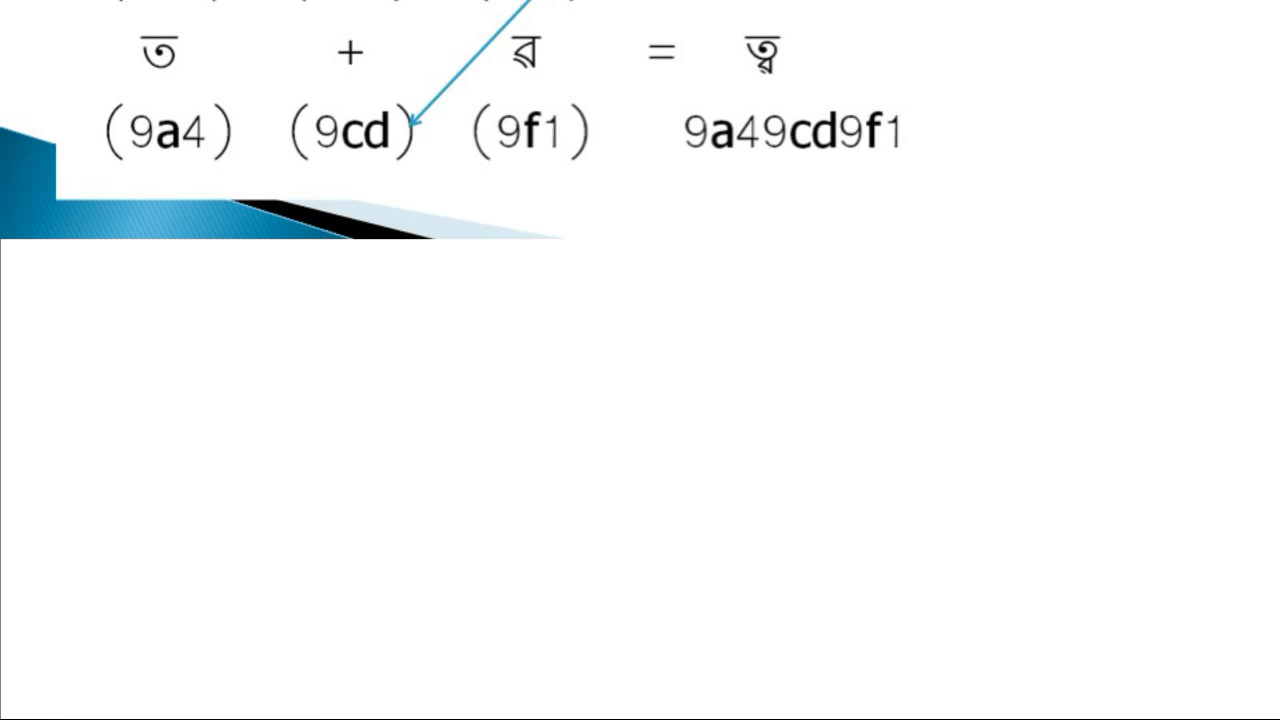 ত + ৱ = ত্ৱ
(9a4) (9cd) (9f1) 9a49cd9f1